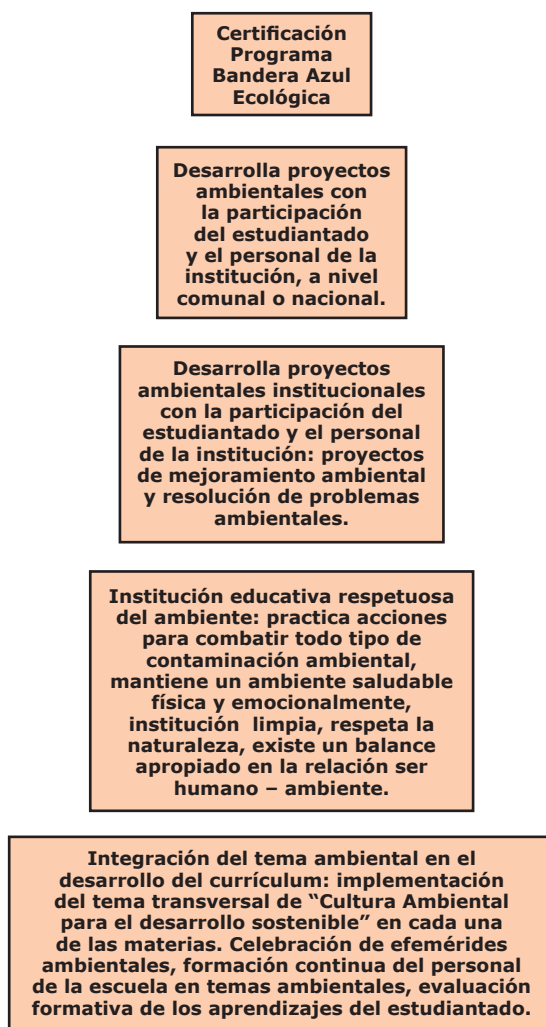 Certificación
Programa
Bandera Azul
Ecológica
Desarrolla proyectos
ambientales con
la participación
del estudiantado
y el personal de la
institución, a nivel
comunal o nacional.
Desarrolla proyectos
ambientales institucionales
con la participación del
estudiantado y el personal
de la institución: proyectos
de mejoramiento ambiental
y resolución de problemas
ambientales.
Institución educativa respetuosa
del ambiente: practica acciones
para combatir todo tipo de
contaminación ambiental,
mantiene un ambiente saludable
física y emocionalmente,
institución limpia, respeta la
naturaleza, existe un balance
apropiado en la relación ser
humano – ambiente.
Integración del tema ambiental en el
desarrollo del currículum: implementación
del tema transversal de “Cultura Ambiental
para el desarrollo sostenible” en cada una
de las materias. Celebración de efemérides
ambientales, formación continua del personal
de la escuela en temas ambientales, evaluación
formativa de los aprendizajes del estudiantado.